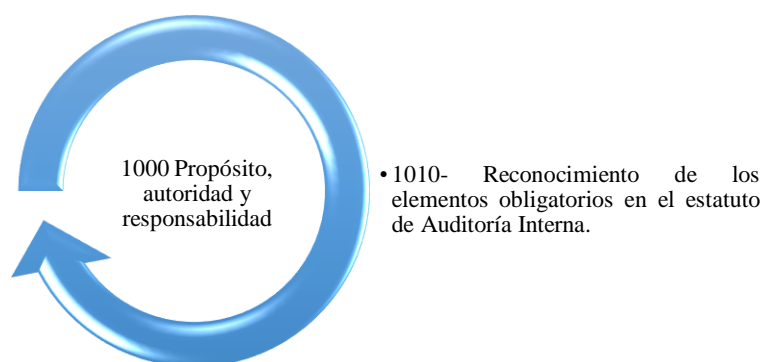 1000 Propósito,
autoridad y
responsabilidad
• 1010- Reconocimiento de los
elementos obligatorios en el estatuto
de Auditoría Interna.